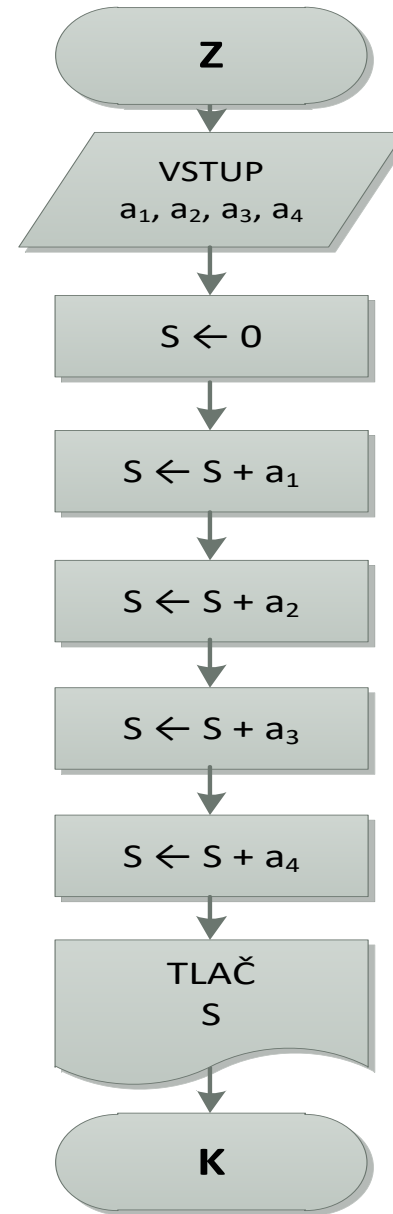 Z
VSTUP
a₁, a₂, a₃, a₄
S ← 0
S ← S + a₁
S ← S + a₂
S ← S + a₃
S ← S + a₄
TLAČ
S
K